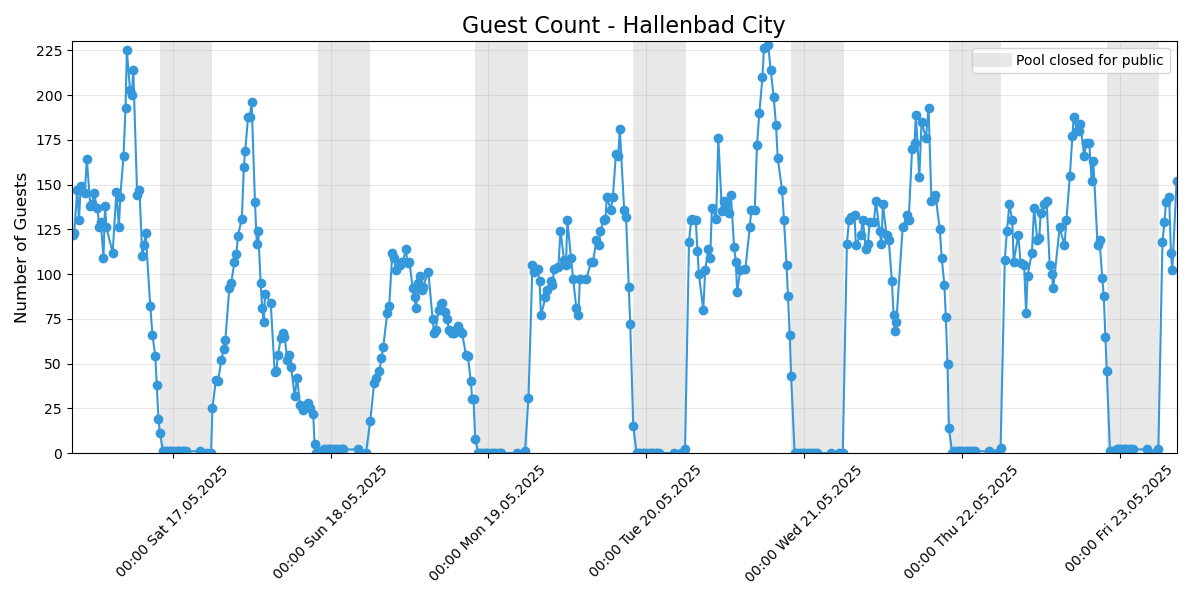 Guest Count - Hallenbad City
Number of Guests
225
200
175
150
125
100
75
50
25
0
Pool closed for public
00:00 Sat 17.05.2025
00:00 Sun 18.05.2025
00:00 Mon 19.05.2025
00:00 Tue 20.05.2025
00:00 Wed 21.05.2025
00:00 Thu 22.05.2025
00:00 Fri 23.05.2025